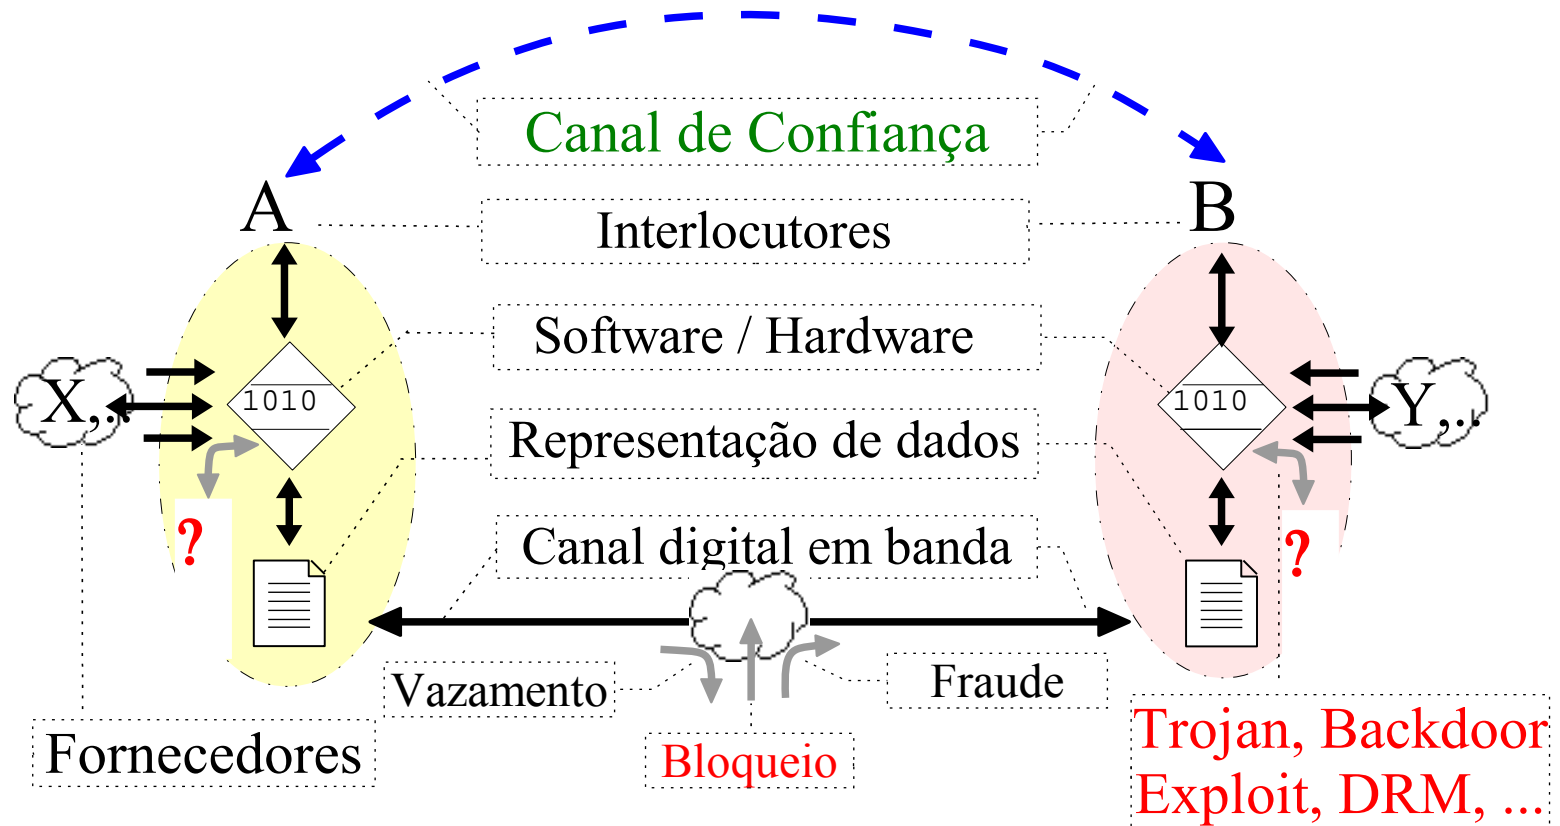 Canal de Confiança
A
B
Interlocutores
Software / Hardware
X,..
1010
1010
Y,..
Representação de dados
?
Canal digital em banda
?
Vazamento
Fraude
Fornecedores
Bloqueio
Trojan, Backdoor
Exploit, DRM, ...